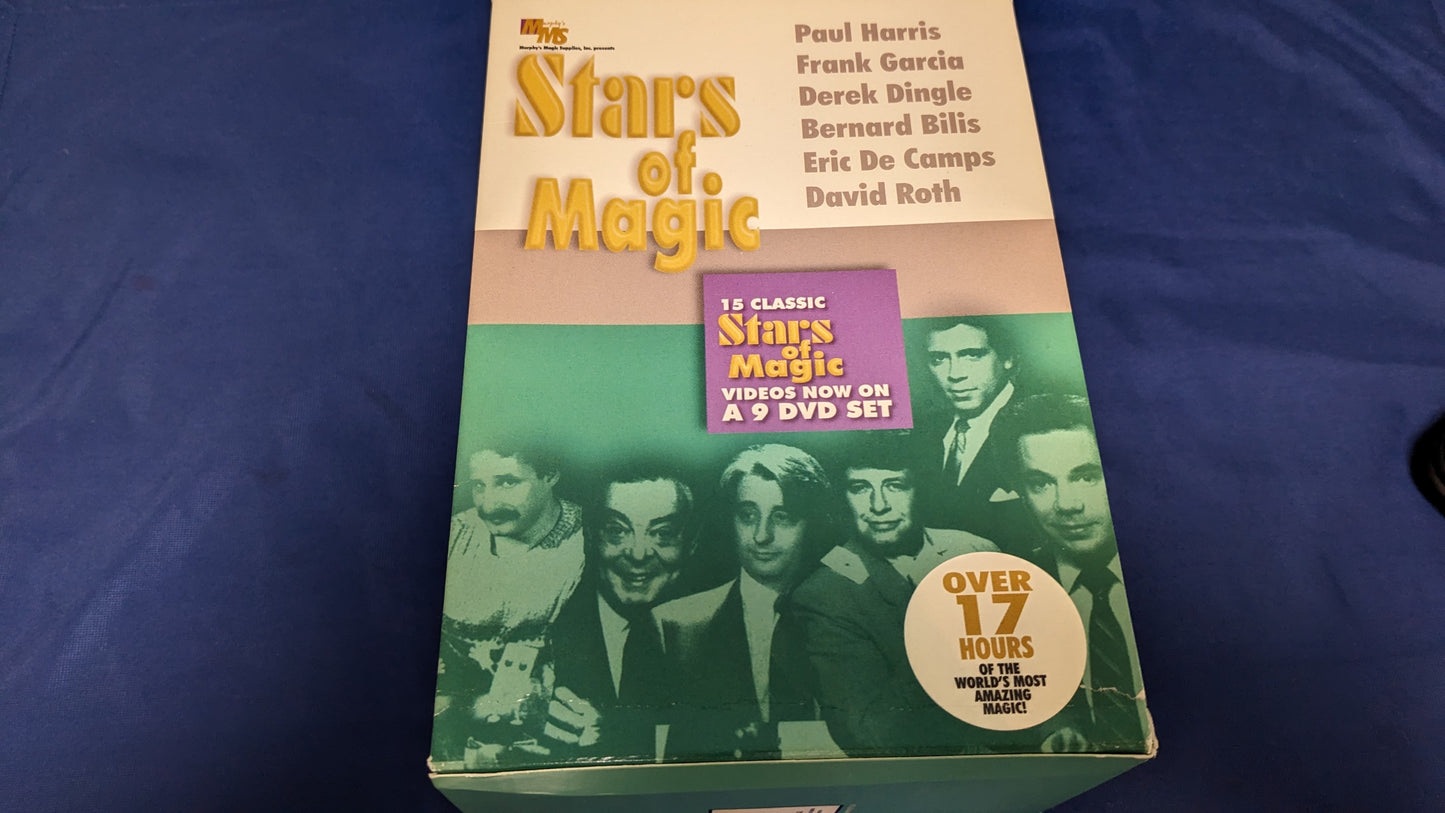 Murphy's
MMS
Murphy's Magic Supplies, Inc. presents
Stars
of
Magic
Paul Harris
Frank Garcia
Derek Dingle
Bernard Bilis
Eric De Camps
David Roth
15 CLASSIC
Stars
of
Magic
VIDEOS NOW ON
A 9 DVD SET
OVER
17
HOURS
OF THE
WORLD'S MOST
AMAZING
MAGIC!